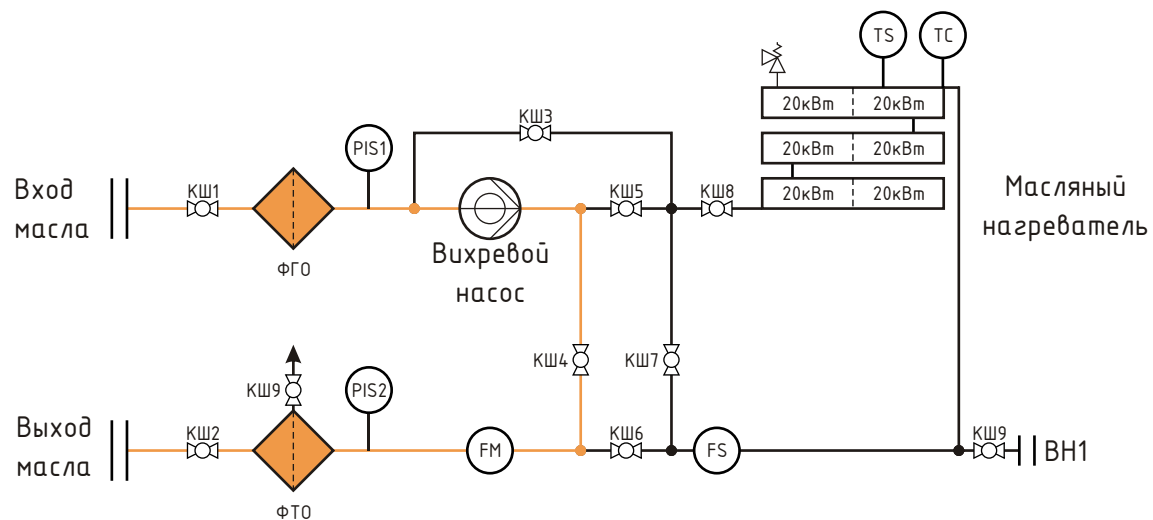 TS
TC
КШ3
20кВт
20кВт
PIS1
20кВт
20кВт
Вход
масла
КШ1
КШ5
КШ8
20кВт
20кВт
Масляный
нагреватель
ФГО
Вихревой
насос
КШ9
PIS2
КШ4
КШ7
Выход
масла
КШ2
FM
КШ6
FS
КШ9
ВН1
ФТО